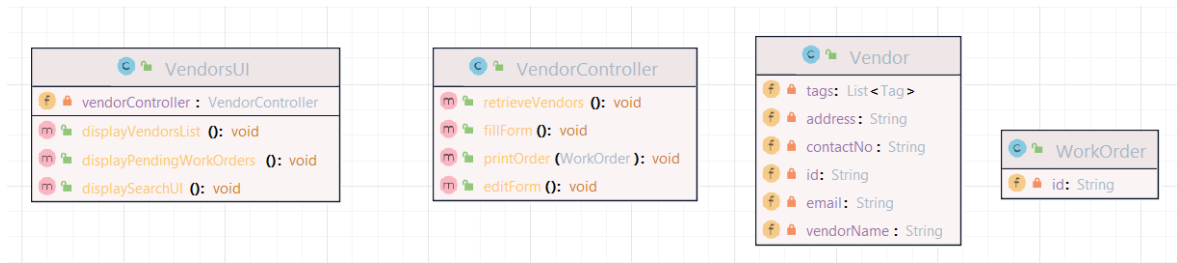 VendorsUI
vendorController : VendorController
displayVendorsList (): void
displayPendingWorkOrders (): void
displaySearchUI (): void
VendorController
retrieveVendors (): void
fillForm (): void
printOrder (WorkOrder ): void
editForm (): void
Vendor
tags: List<Tag>
address: String
contactNo: String
id: String
email: String
vendorName : String
WorkOrder
id: String